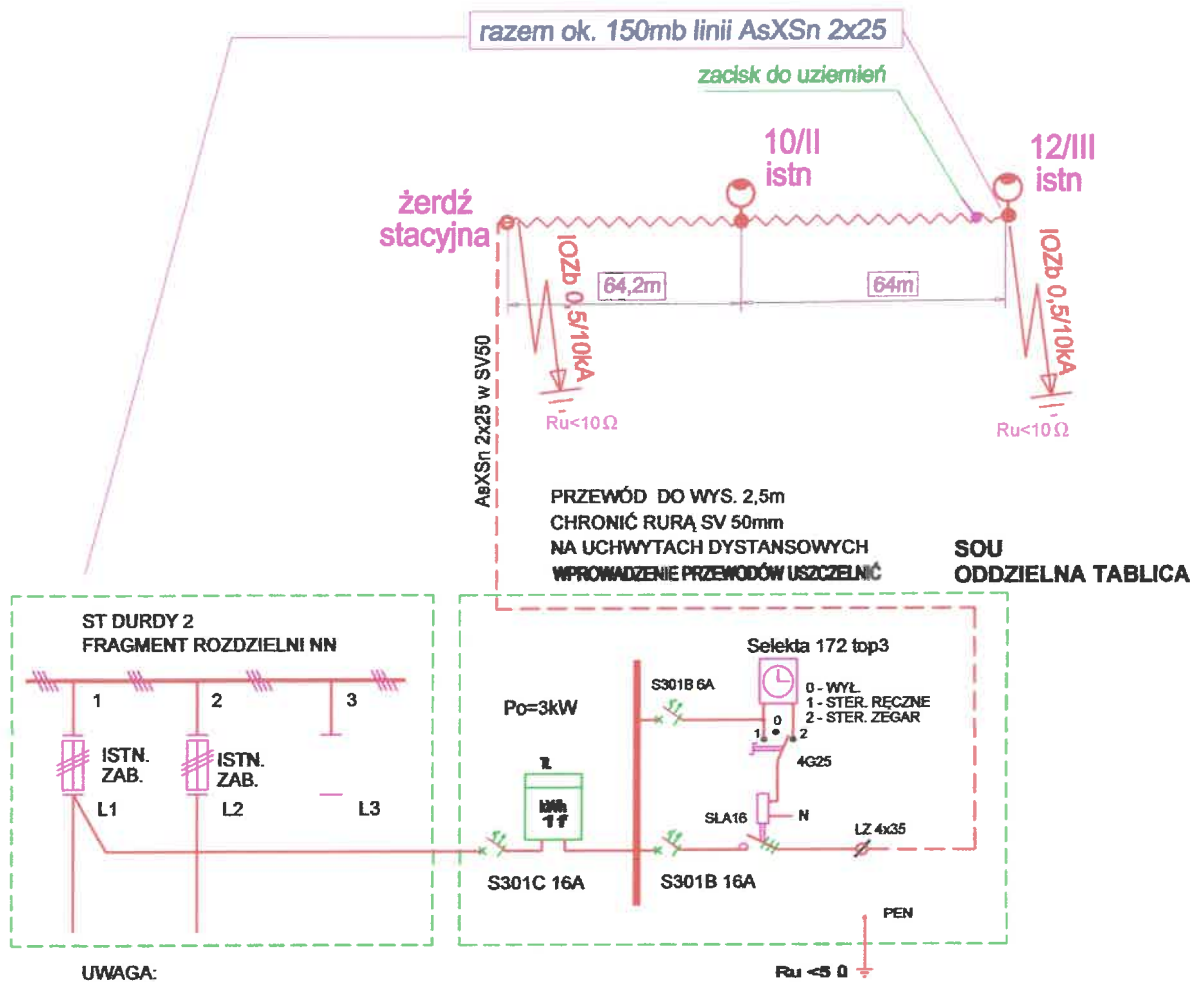 razem ok. 150mb linii AsXSn 2x25
zacisk do uziemień
10/II
istn
12/III
istn
żerdź
stacyjna
IOZb 0,5/10kA
64,2m
64m
IOZb 0,5/10kA
Ru<10Ω
Ru<10Ω
AsXSn 2x25 w SV50
PRZEWÓD DO WYS. 2,5m
CHRONIĆ RURĄ SV 50mm
NA UCHWYTACH DYSTANSOWYCH
WPROWADZENIE PRZEWODÓW USZCZELNIĆ
SOU
ODDZIELNA TABLICA
ST DURDY 2
FRAGMENT ROZDZIELNI NN
1
2
3
ISTN.
ZAB.
ISTN.
ZAB.
L1
L2
L3
Po=3kW
kWh
1f
S301C 16A
S301B 6A
S301B 16A
Selekta 172 top3
0 - WYŁ.
1 - STER. RĘCZNE
2 - STER. ZEGAR
0
1
2
4G25
SLA16
N
LZ 4x35
PEN
Ru <5 Ω
UWAGA: